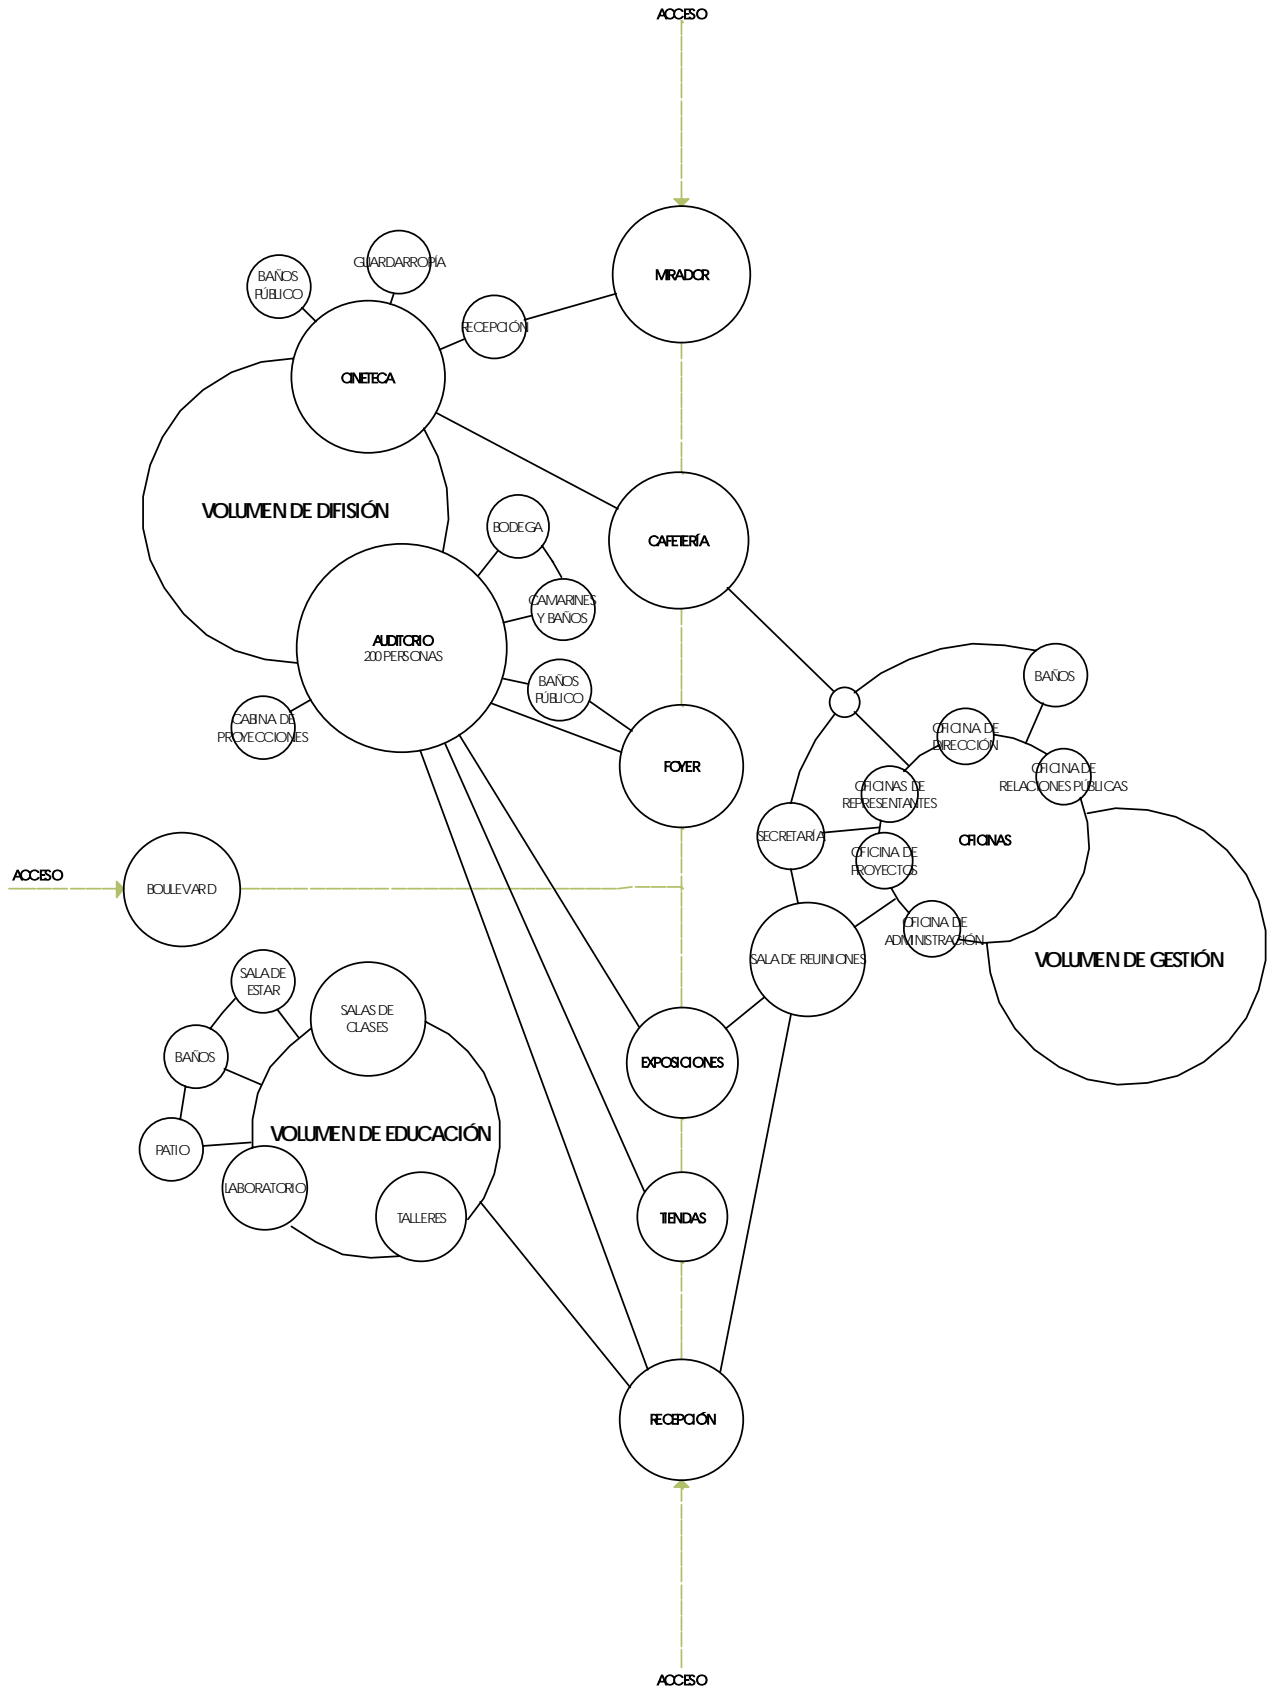 ACCESO
MIRADOR
GUARDARROPÍA
BAÑOS
PÚBLICO
RECEPCIÓN
CINETECA
VOLUMEN DE DIFISIÓN
BODEGA
CAFETERÍA
CAMARINES
Y BAÑOS
AUDITORIO
200 PERSONAS
BAÑOS
PÚBLICO
CABINA DE
PROYECCIONES
FOYER
BAÑOS
OFICINA DE
DIRECCIÓN
OFICINA DE
RELACIONES PÚBLICAS
OFICINAS DE
REPRESENTANTES
SECRETARÍA
OFICINAS
OFICINA DE
PROYECTOS
ACCESO
BOULEVARD
OFICINA DE
ADMINISTRACIÓN
SALA DE REUNIONES
VOLUMEN DE GESTIÓN
SALA DE
ESTAR
SALAS DE
CLASES
BAÑOS
EXPOSICIONES
VOLUMEN DE EDUCACIÓN
PATIO
LABORATORIO
TALLERES
TIENDAS
RECEPCIÓN
ACCESO